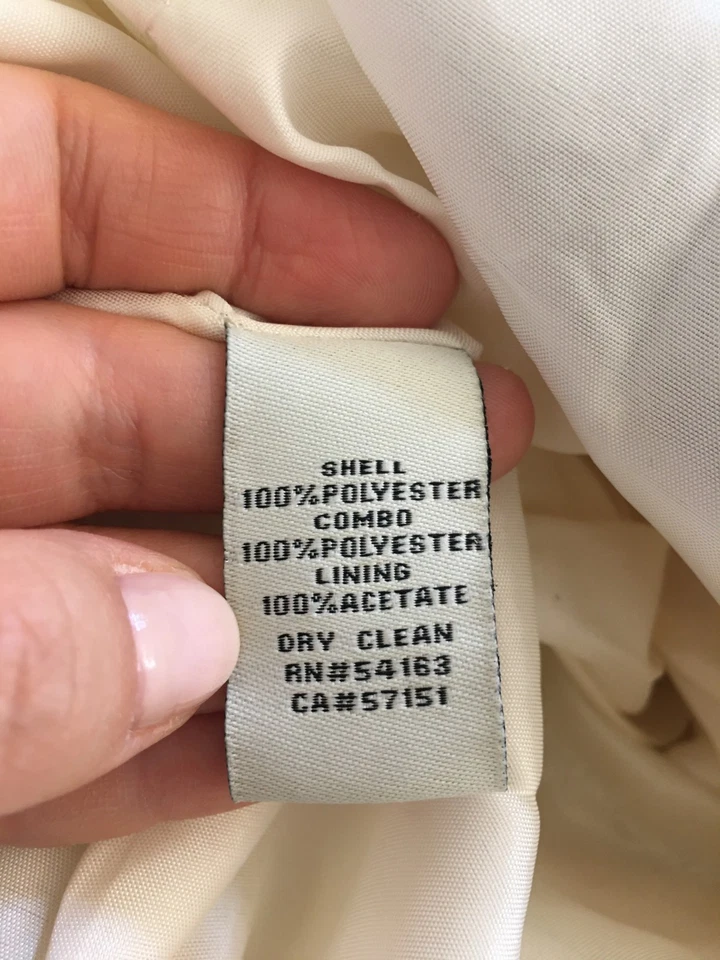 SHELL
100%POLYESTER
COMBO
100%POLYESTER
LINING
100%ACETATE
DRY CLEAN
RN#54163
CA#57151